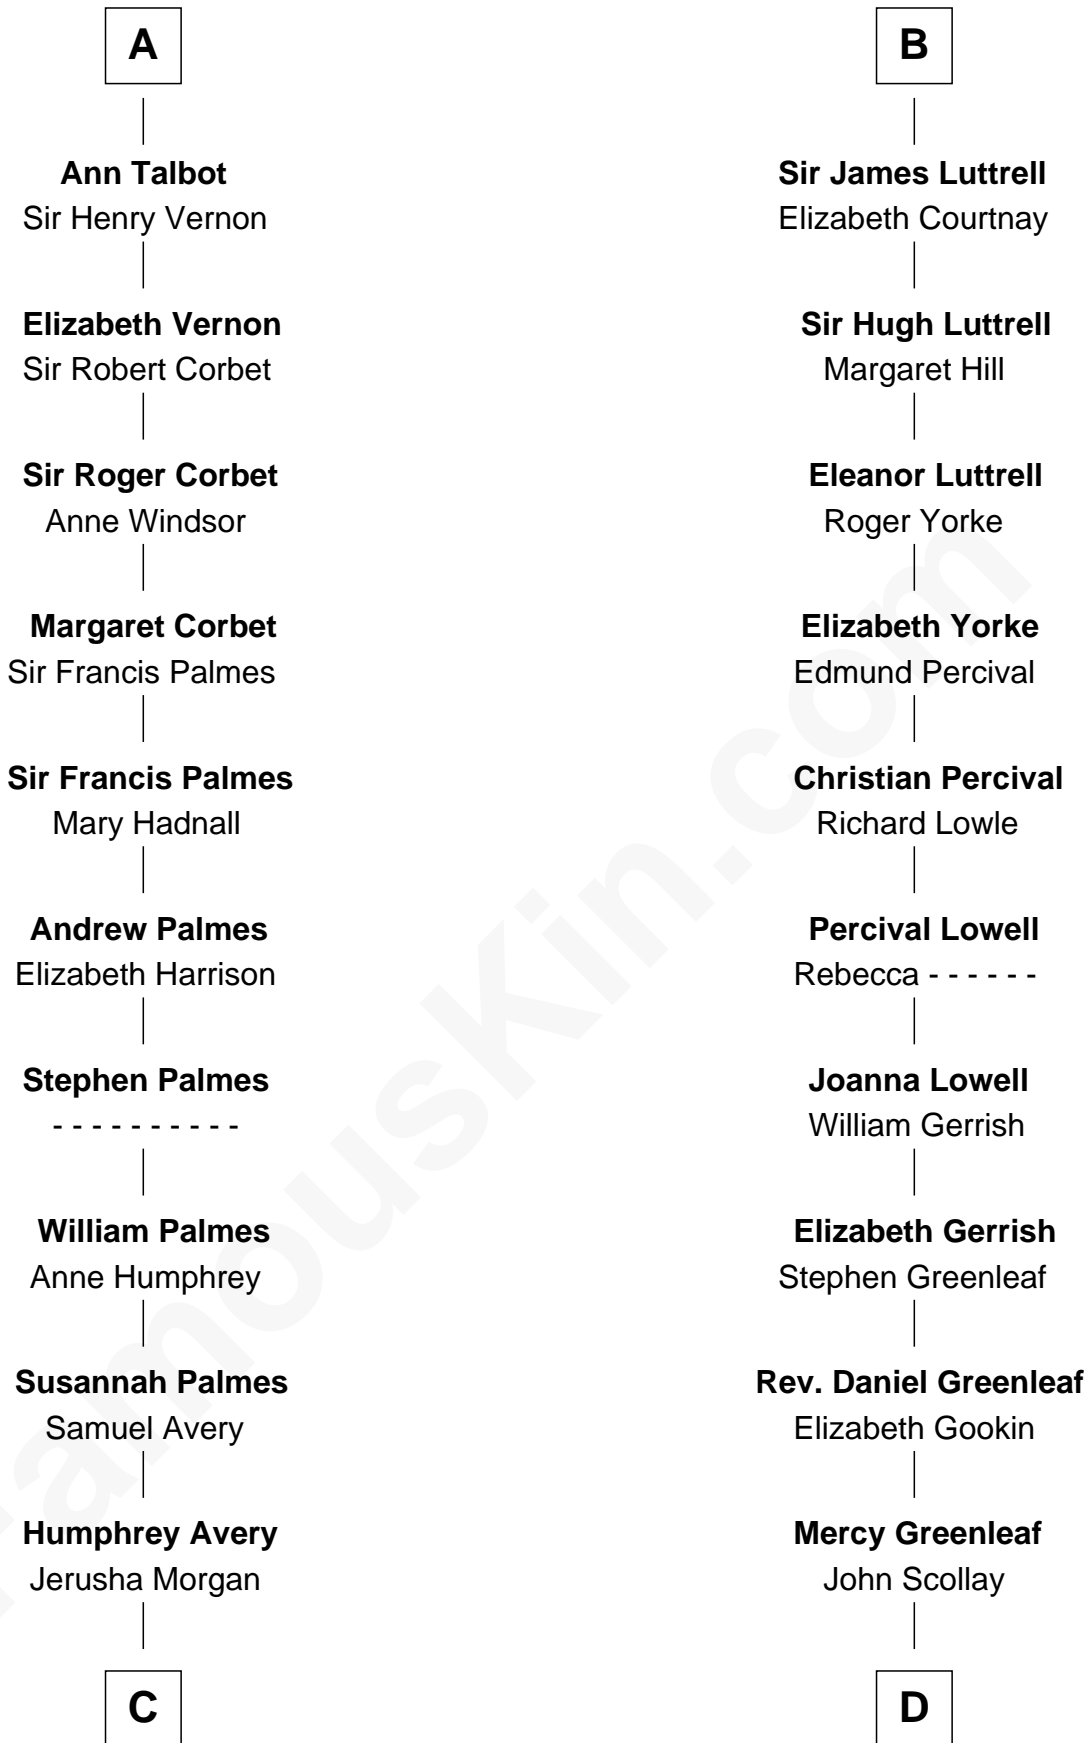 A
Ann Talbot
Sir Henry Vernon
Elizabeth Vernon
Sir Robert Corbet
Sir Roger Corbet
Anne Windsor
Margaret Corbet
Sir Francis Palmes
Sir Francis Palmes
Mary Hadnall
Andrew Palmes
Elizabeth Harrison
Stephen Palmes
- - - - - - - - - -
William Palmes
Anne Humphrey
Susannah Palmes
Samuel Avery
Humphrey Avery
Jerusha Morgan
C
B
Sir James Luttrell
Elizabeth Courtnay
Sir Hugh Luttrell
Margaret Hill
Eleanor Luttrell
Roger Yorke
Elizabeth Yorke
Edmund Percival
Christian Percival
Richard Lowle
Percival Lowell
Rebecca - - - - - -
Joanna Lowell
William Gerrish
Elizabeth Gerrish
Stephen Greenleaf
Rev. Daniel Greenleaf
Elizabeth Gookin
Mercy Greenleaf
John Scollay
D
FamousKin.com